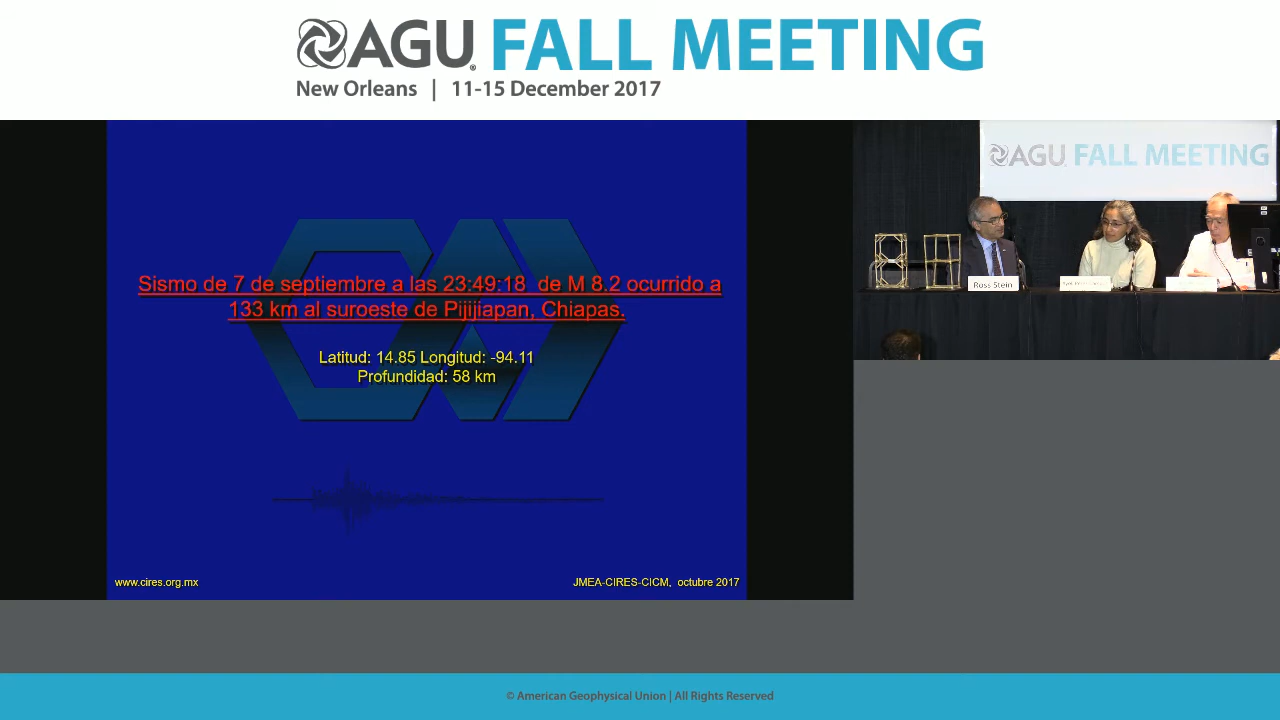 AGU FALL MEETING
New Orleans | 11-15 December 2017
Sismo de 7 de septiembre a las 23:49:18 de M 8.2 ocurrido a
133 km al suroeste de Pijijiapan, Chiapas.
Latitud: 14.85 Longitud: -94.11
Profundidad: 58 km
www.cires.org.mx
JMEA-CIRES-CICM, octubre 2017
AGU FALL MEETING
Ross Stein
© American Geophysical Union | All Rights Reserved